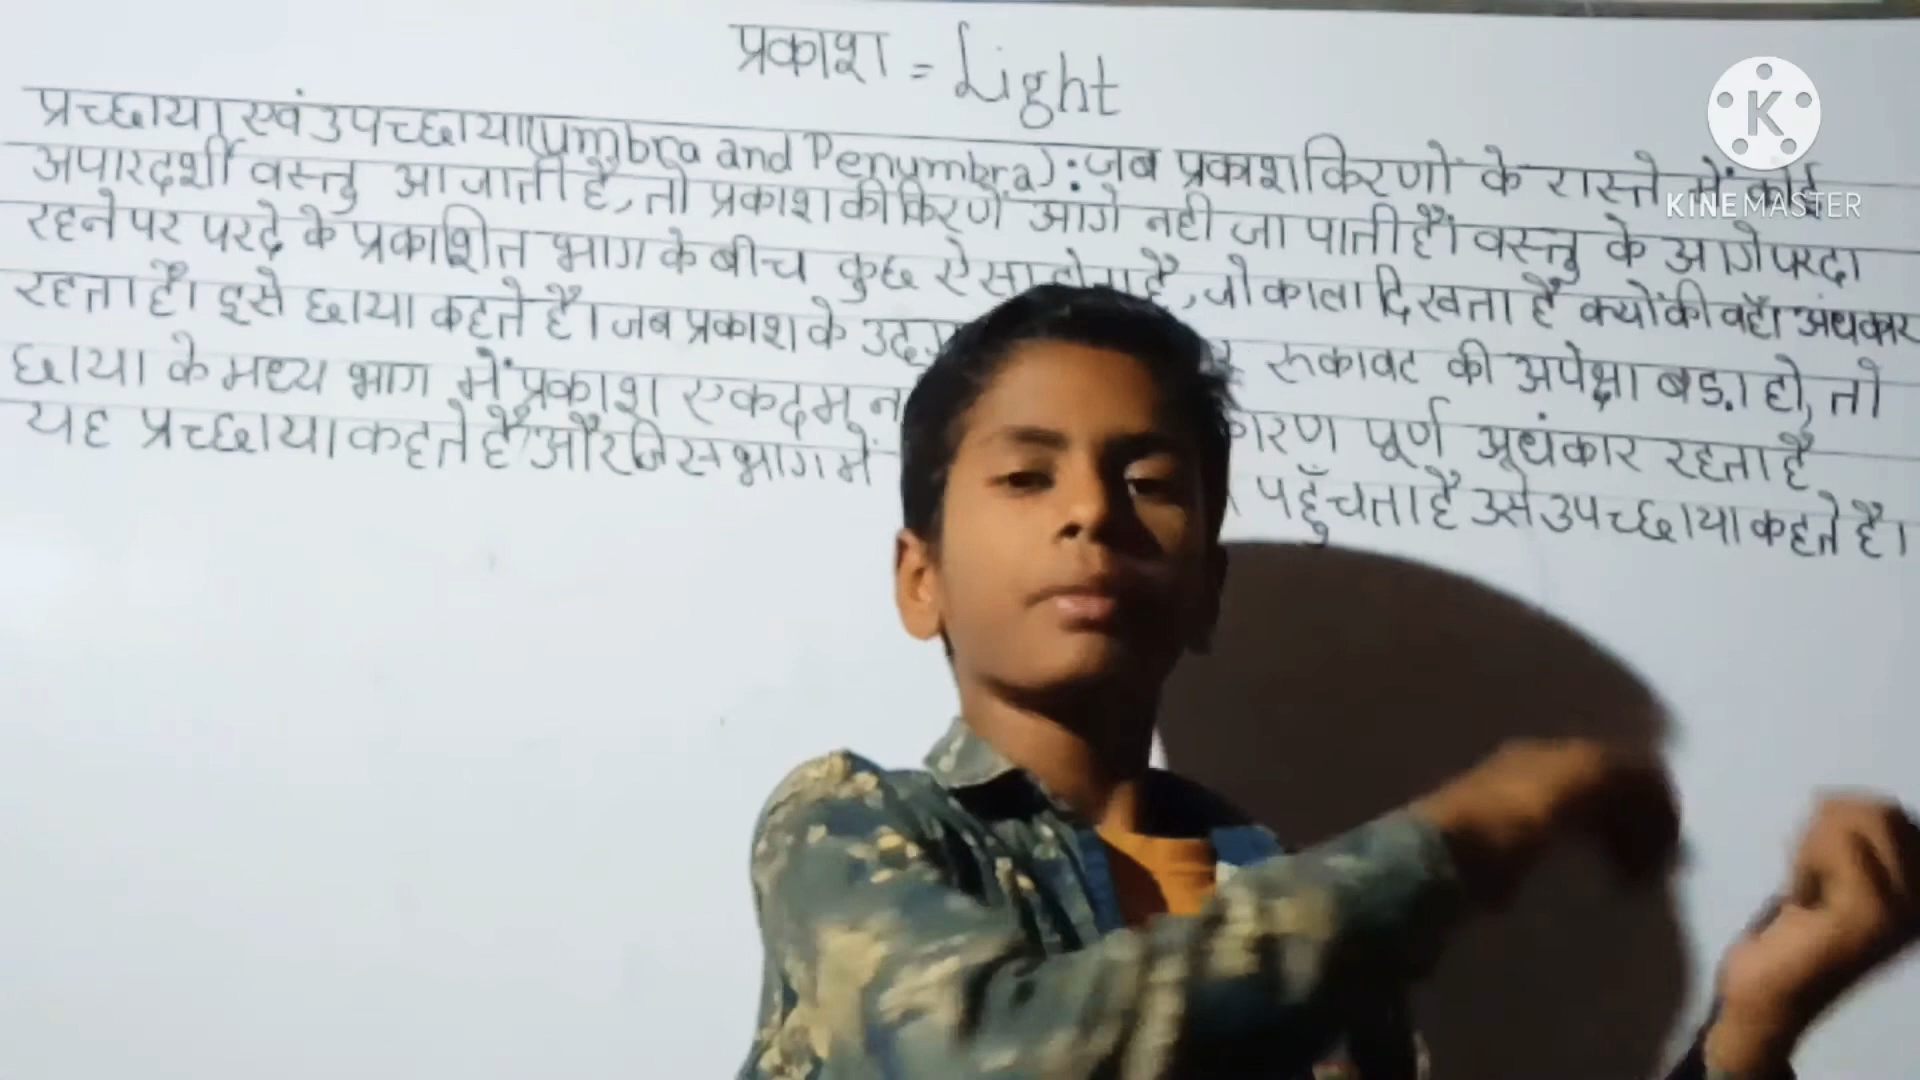 प्रकाश = Light
प्रच्छाया एवं उपच्छाया (Umbra and Penumbra) : जब प्रकाश किरणों के रास्ते में कोई
अपारदर्शी वस्तु आ जाती है, तो प्रकाश की किरणें आगे नही जा पाती है। वस्तु के आगे परदा
रहने पर परदे के प्रकाशित भाग के बीच कुछ ऐसा होता है, जो काला दिखता है क्योंकी वहाँ अंधकार
रहता है। इसे छाया कहते है। जब प्रकाश के रूकावट की अपेक्षा बड़ा हो, तो
छाया के मध्य भाग में प्रकाश एकदम कारण पूर्ण अधंकार रहता है
यह प्रच्छाया कहते है और जिस भाग में पहुँचता है उसे उपच्छाया कहते है।
K
KINEMASTER